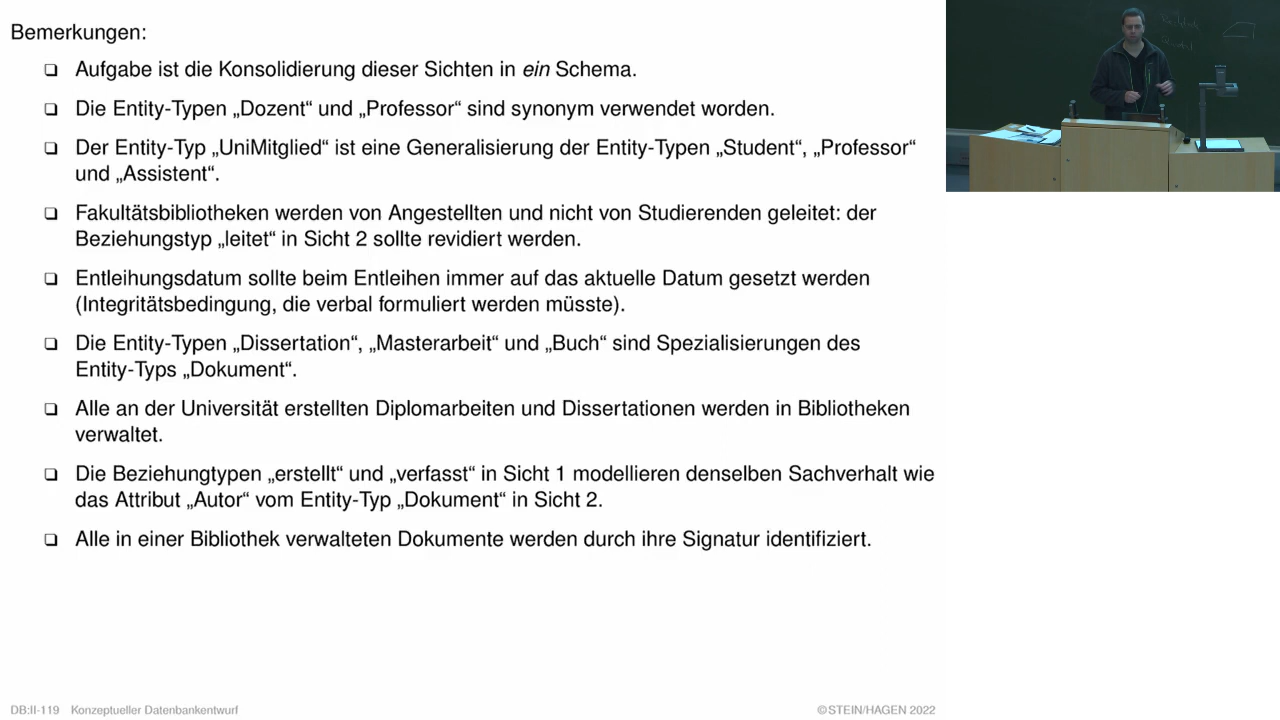 Bemerkungen:
❑ Aufgabe ist die Konsolidierung dieser Sichten in ein Schema.
❑ Die Entity-Typen „Dozent“ und „Professor“ sind synonym verwendet worden.
❑ Der Entity-Typ „UniMitglied“ ist eine Generalisierung der Entity-Typen „Student“, „Professor“
und „Assistent“.
❑ Fakultätsbibliotheken werden von Angestellten und nicht von Studierenden geleitet: der
Beziehungstyp „leitet“ in Sicht 2 sollte revidiert werden.
❑ Entleihungsdatum sollte beim Entleihen immer auf das aktuelle Datum gesetzt werden
(Integritätsbedingung, die verbal formuliert werden müsste).
❑ Die Entity-Typen „Dissertation“, „Masterarbeit“ und „Buch“ sind Spezialisierungen des
Entity-Typs „Dokument“.
❑ Alle an der Universität erstellten Diplomarbeiten und Dissertationen werden in Bibliotheken
verwaltet.
❑ Die Beziehungtypen „erstellt“ und „verfasst“ in Sicht 1 modellieren denselben Sachverhalt wie
das Attribut „Autor“ vom Entity-Typ „Dokument“ in Sicht 2.
❑ Alle in einer Bibliothek verwalteten Dokumente werden durch ihre Signatur identifiziert.
DB:II-119 Konzeptueller Datenbankentwurf ©STEIN/HAGEN 2022